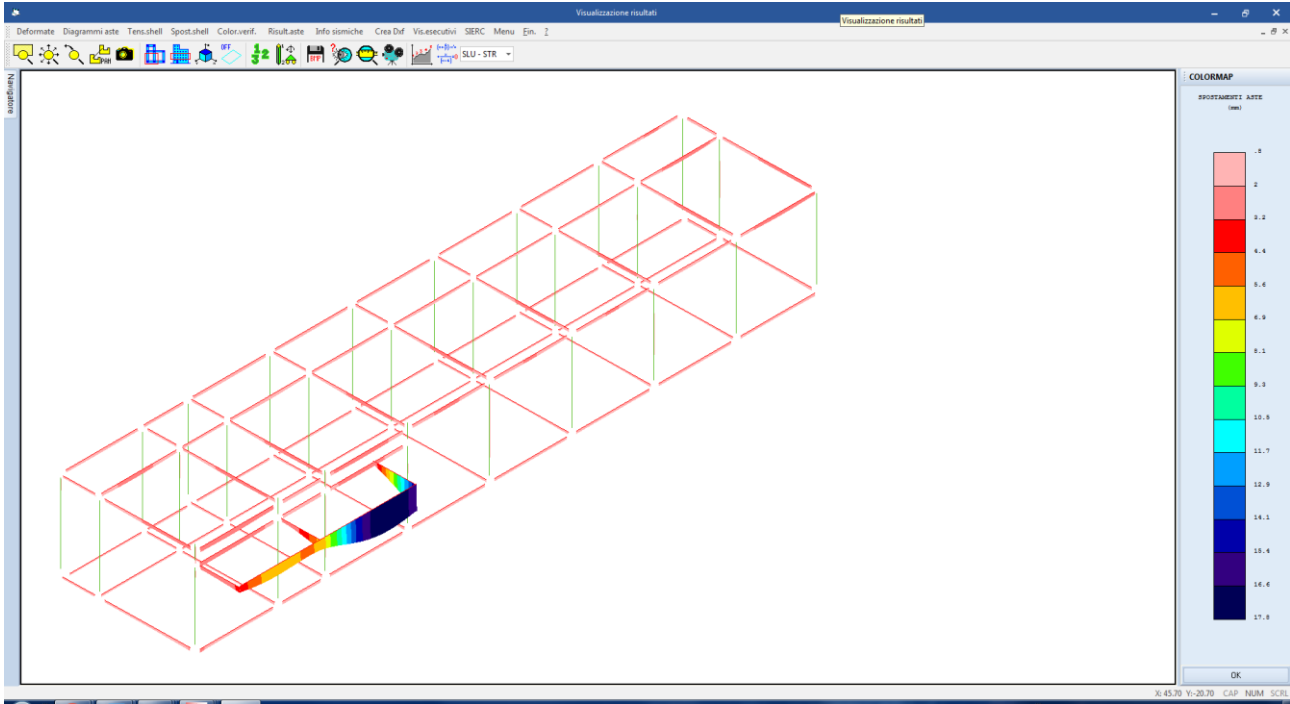 Visualizzazione risultati
Visualizzazione risultati
Deformate Diagrammi aste Tens.shell Spost.shell Color.verif. Risult.aste Info sismiche Crea Dxf Vis.esecutivi SIERC Menu Fin. ?
PAN OFF SLU - STR
Navigatore
COLORMAP
SPOSTAMENTI ASTE
(mm)
.8
2
3.2
4.4
5.6
6.9
8.1
9.3
10.5
11.7
12.9
14.1
15.4
16.6
17.8
OK
X: 45.70 Y:-20.70 CAP NUM SCRL